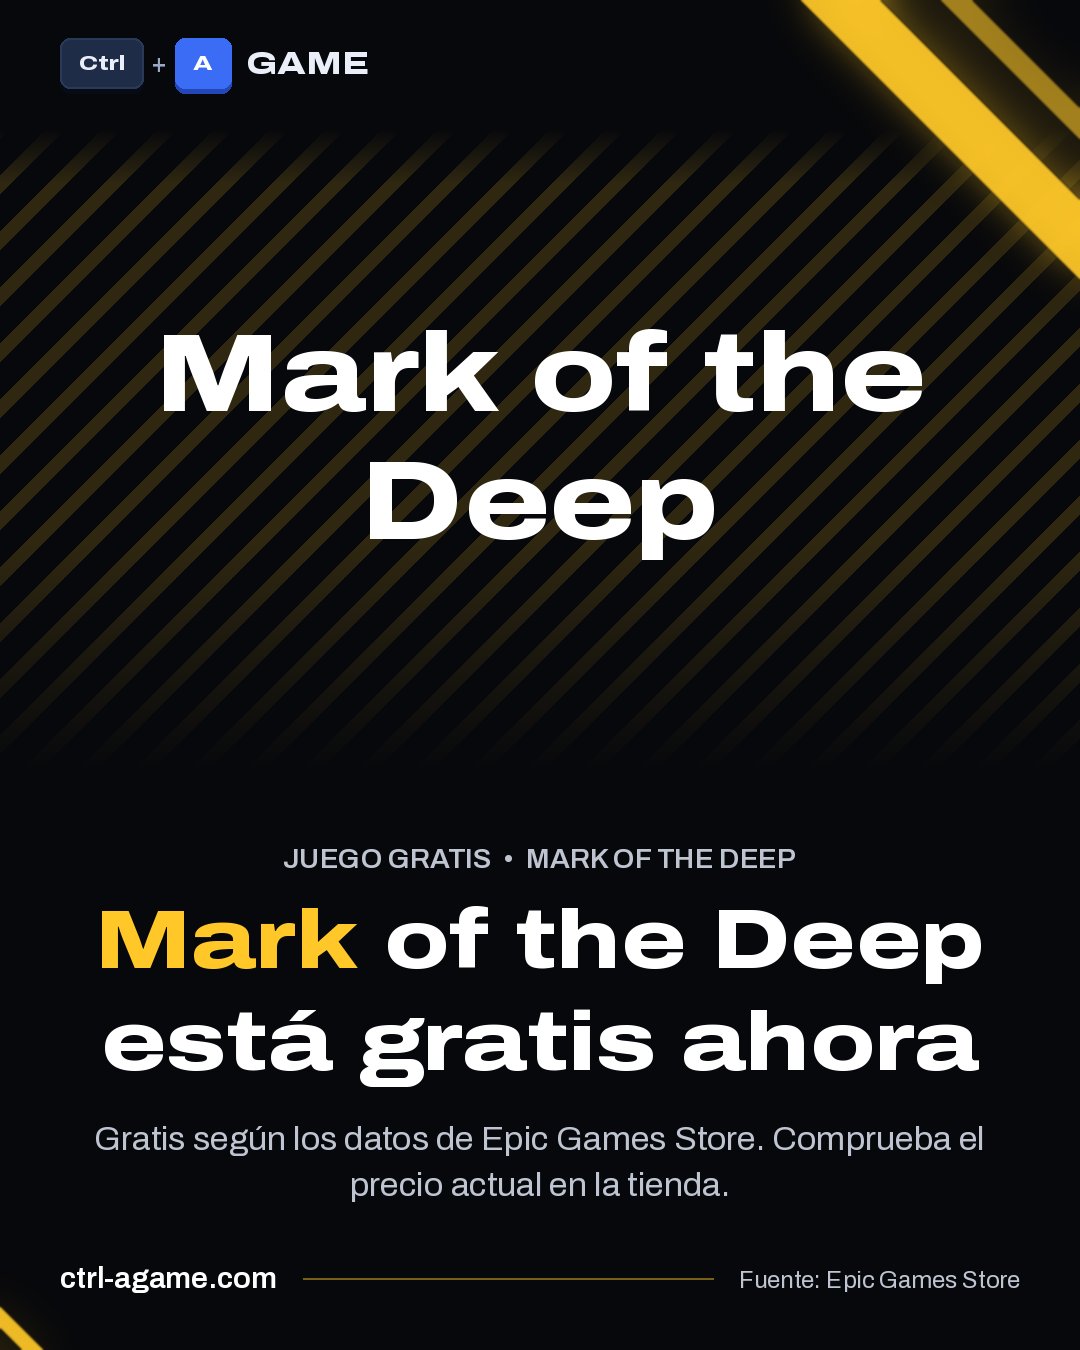 Ctrl + A GAME
Mark of the
Deep
JUEGO GRATIS • MARK OF THE DEEP
Mark of the Deep
está gratis ahora
Gratis según los datos de Epic Games Store. Comprueba el
precio actual en la tienda.
ctrl-agame.com
Fuente: Epic Games Store